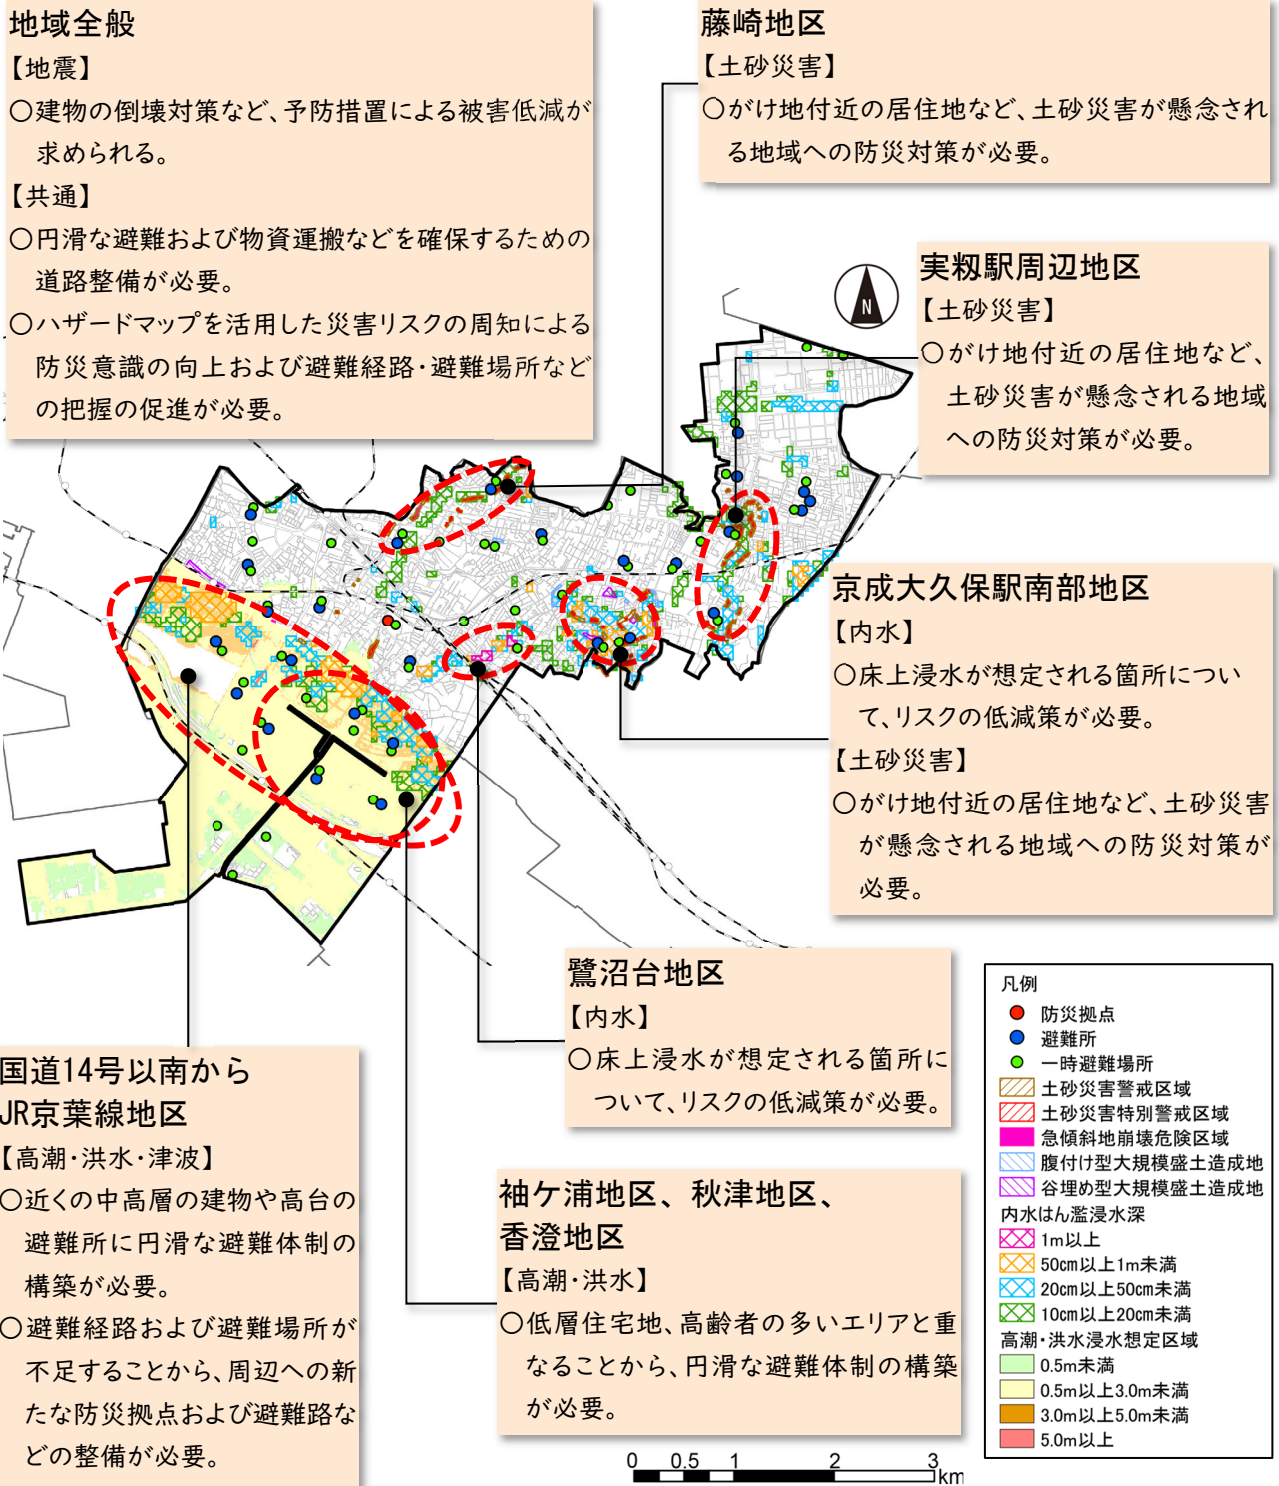 地域全般
【地震】
○建物の倒壊対策など、予防措置による被害低減が
求められる。
【共通】
○円滑な避難および物資運搬などを確保するための
道路整備が必要。
○ハザードマップを活用した災害リスクの周知による
防災意識の向上および避難経路・避難場所など
の把握の促進が必要。
藤崎地区
【土砂災害】
○がけ地付近の居住地など、土砂災害が懸念され
る地域への防災対策が必要。
N
実籾駅周辺地区
【土砂災害】
○がけ地付近の居住地など、
土砂災害が懸念される地域
への防災対策が必要。
京成大久保駅南部地区
【内水】
○床上浸水が想定される箇所につい
て、リスクの低減策が必要。
【土砂災害】
○がけ地付近の居住地など、土砂災害
が懸念される地域への防災対策が
必要。
鷺沼台地区
【内水】
○床上浸水が想定される箇所に
ついて、リスクの低減策が必要。
国道14号以南から
JR京葉線地区
【高潮・洪水・津波】
○近くの中高層の建物や高台の
避難所に円滑な避難体制の
構築が必要。
○避難経路および避難場所が
不足することから、周辺への新
たな防災拠点および避難路な
どの整備が必要。
袖ケ浦地区、秋津地区、
香澄地区
【高潮・洪水】
○低層住宅地、高齢者の多いエリアと重
なることから、円滑な避難体制の構築
が必要。
凡例
防災拠点
避難所
一時避難場所
土砂災害警戒区域
土砂災害特別警戒区域
急傾斜地崩壊危険区域
腹付け型大規模盛土造成地
谷埋め型大規模盛土造成地
内水はん濫浸水深
1m以上
50cm以上1m未満
20cm以上50cm未満
10cm以上20cm未満
高潮・洪水浸水想定区域
0.5m未満
0.5m以上3.0m未満
3.0m以上5.0m未満
5.0m以上
0 0.5 1 2 3
km